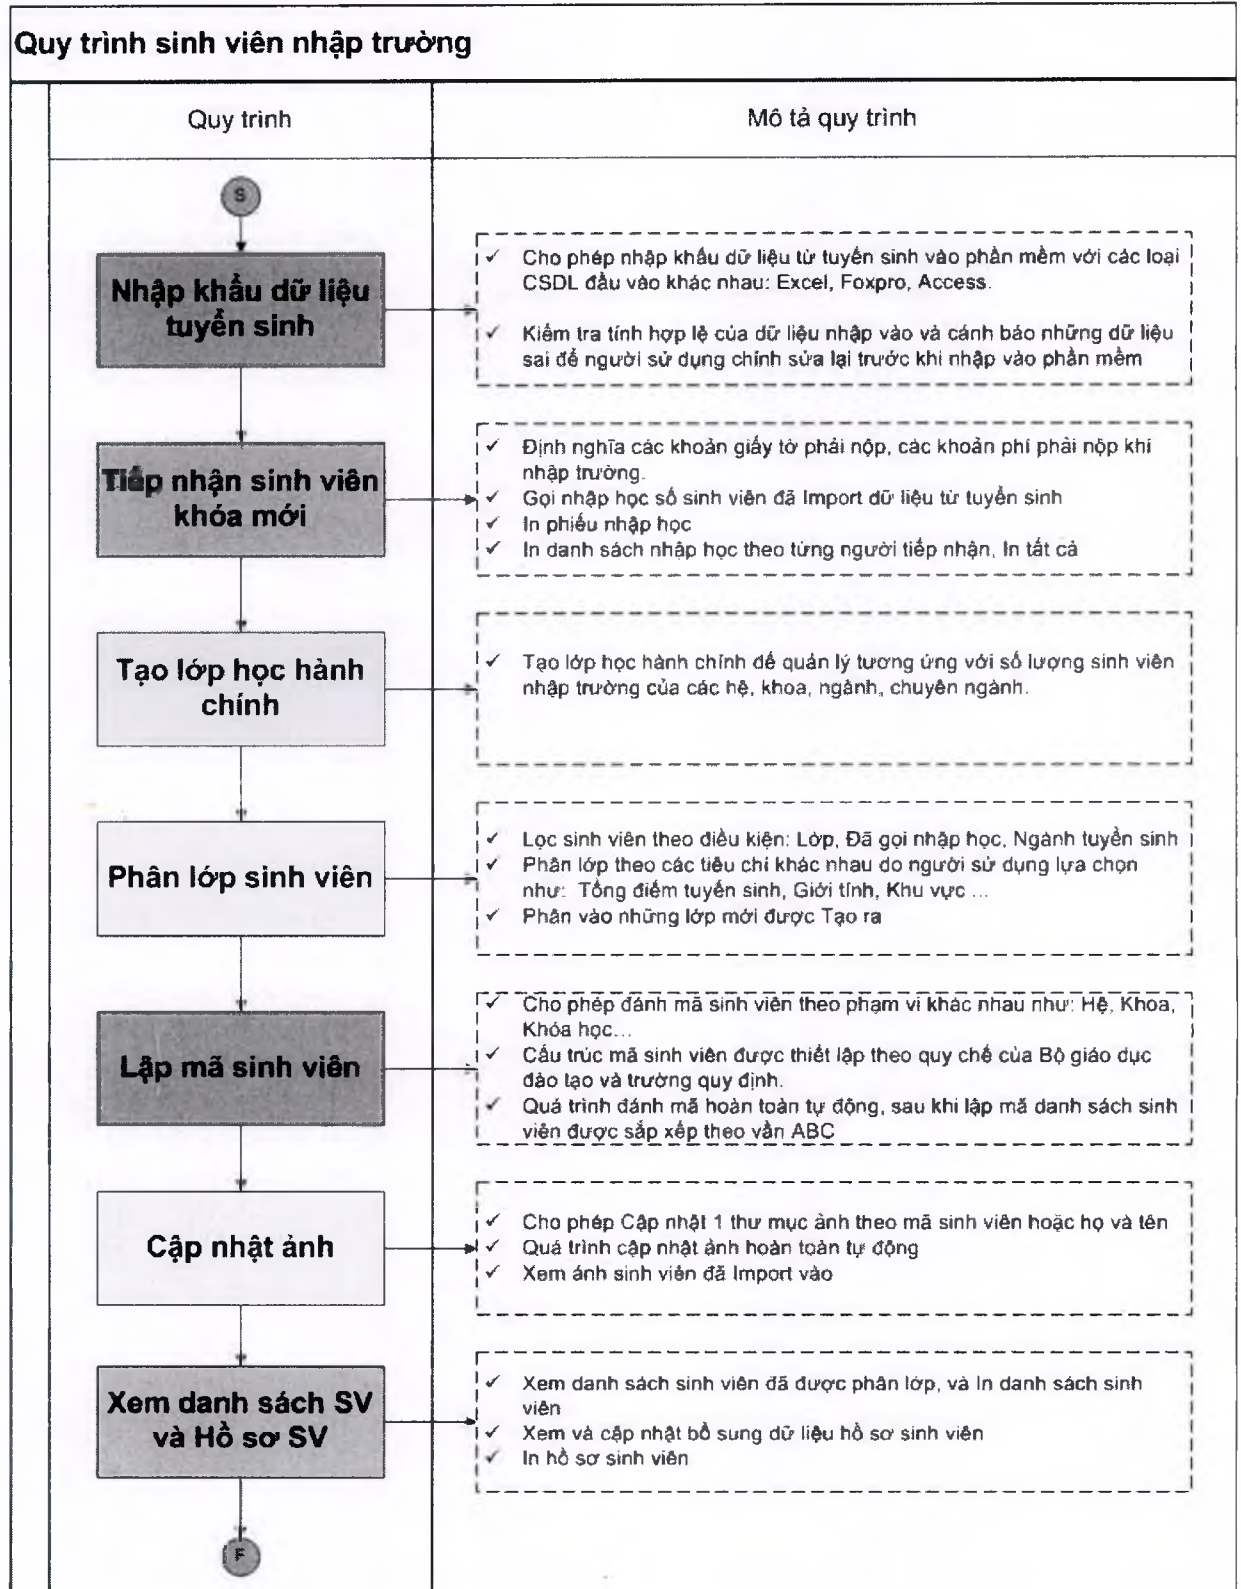 Quy trình sinh viên nhập trường
Quy trình
Mô tả quy trình
S
Nhập khẩu dữ liệu
tuyển sinh
✓ Cho phép nhập khẩu dữ liệu từ tuyển sinh vào phần mềm với các loại
CSDL đầu vào khác nhau: Excel, Foxpro, Access.
✓ Kiểm tra tính hợp lệ của dữ liệu nhập vào và cảnh báo những dữ liệu
sai để người sử dụng chỉnh sửa lại trước khi nhập vào phần mềm
Tiếp nhận sinh viên
khóa mới
✓ Định nghĩa các khoản giấy tờ phải nộp, các khoản phí phải nộp khi
nhập trường.
✓ Gọi nhập học số sinh viên đã Import dữ liệu từ tuyển sinh
✓ In phiếu nhập học
✓ In danh sách nhập học theo từng người tiếp nhận, In tất cả
Tạo lớp học hành
chính
✓ Tạo lớp học hành chính để quản lý tương ứng với số lượng sinh viên
nhập trường của các hệ, khoa, ngành, chuyên ngành.
Phân lớp sinh viên
✓ Lọc sinh viên theo điều kiện: Lớp, Đã gọi nhập học, Ngành tuyển sinh
✓ Phân lớp theo các tiêu chí khác nhau do người sử dụng lựa chọn
như: Tổng điểm tuyển sinh, Giới tính, Khu vực ...
✓ Phân vào những lớp mới được Tạo ra
Lập mã sinh viên
✓ Cho phép đánh mã sinh viên theo phạm vi khác nhau như: Hệ, Khoa,
Khóa học...
✓ Cấu trúc mã sinh viên được thiết lập theo quy chế của Bộ giáo dục
đào tạo và trường quy định.
✓ Quá trình đánh mã hoàn toàn tự động, sau khi lập mã danh sách sinh
viên được sắp xếp theo vần ABC
Cập nhật ảnh
✓ Cho phép Cập nhật 1 thư mục ảnh theo mã sinh viên hoặc họ và tên
✓ Quá trình cập nhật ảnh hoàn toàn tự động
✓ Xem ảnh sinh viên đã Import vào
Xem danh sách SV
và Hồ sơ SV
✓ Xem danh sách sinh viên đã được phân lớp, và In danh sách sinh
viên
✓ Xem và cập nhật bổ sung dữ liệu hồ sơ sinh viên
✓ In hồ sơ sinh viên
F